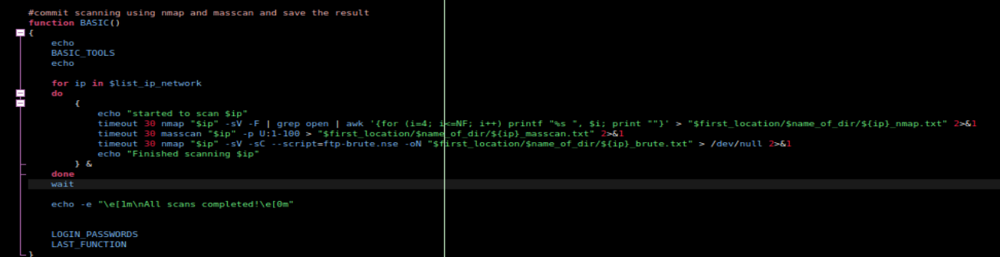 #commit scanning using nmap and masscan and save the result
function BASIC()
{
echo
BASIC_TOOLS
echo
for ip in $list_ip_network
do
{
echo "started to scan $ip"
timeout 30 nmap "$ip" -sV -F | grep open | awk '{for (i=4; i<=NF; i++) printf "%s ", $i; print ""}' > "$first_location/$name_of_dir/${ip}_nmap.txt" 2>&1
timeout 30 masscan "$ip" -p U:1-100 > "$first_location/$name_of_dir/${ip}_masscan.txt" 2>&1
timeout 30 nmap "$ip" -sV -sC --script=ftp-brute.nse -oN "$first_location/$name_of_dir/${ip}_brute.txt" > /dev/null 2>&1
echo "Finished scanning $ip"
} &
done
wait
echo -e "\e[1m\nAll scans completed!\e[0m"
LOGIN_PASSWORDS
LAST_FUNCTION
}